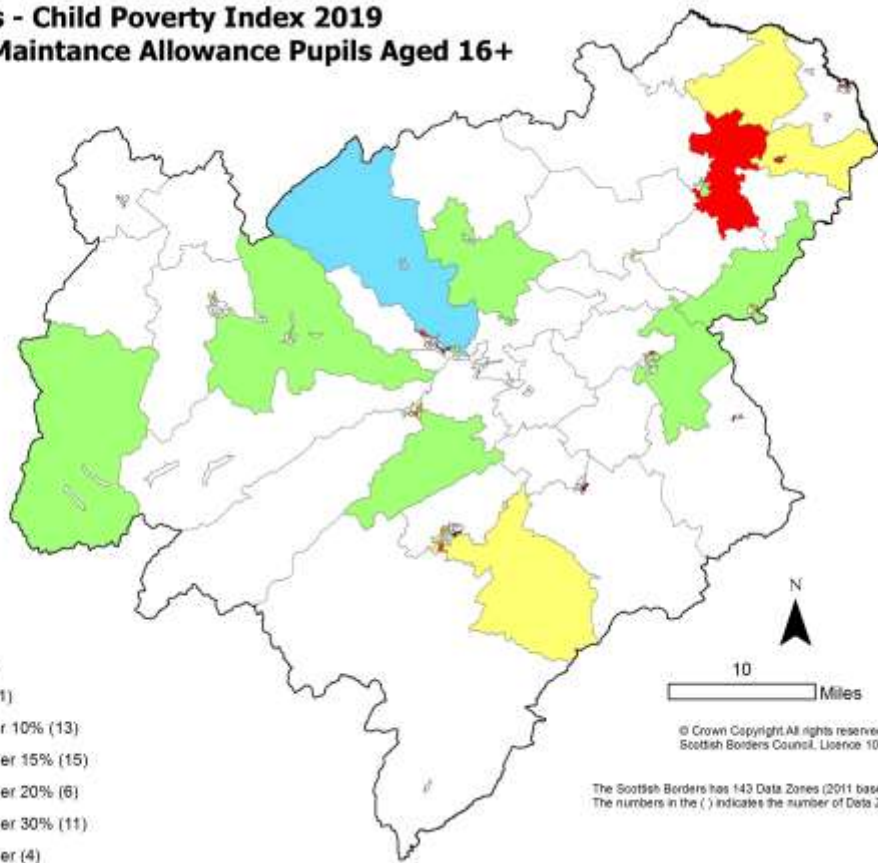 s - Child Poverty Index 2019
Maintance Allowance Pupils Aged 16+
N
10
Miles
1)
r 10% (13)
er 15% (15)
er 20% (6)
er 30% (11)
er (4)
© Crown Copyright.All rights reserve
Scottish Borders Council, Licence 10
The Scottish Borders has 143 Data Zones (2011 base
The numbers in the ( ) indicates the number of Data Z